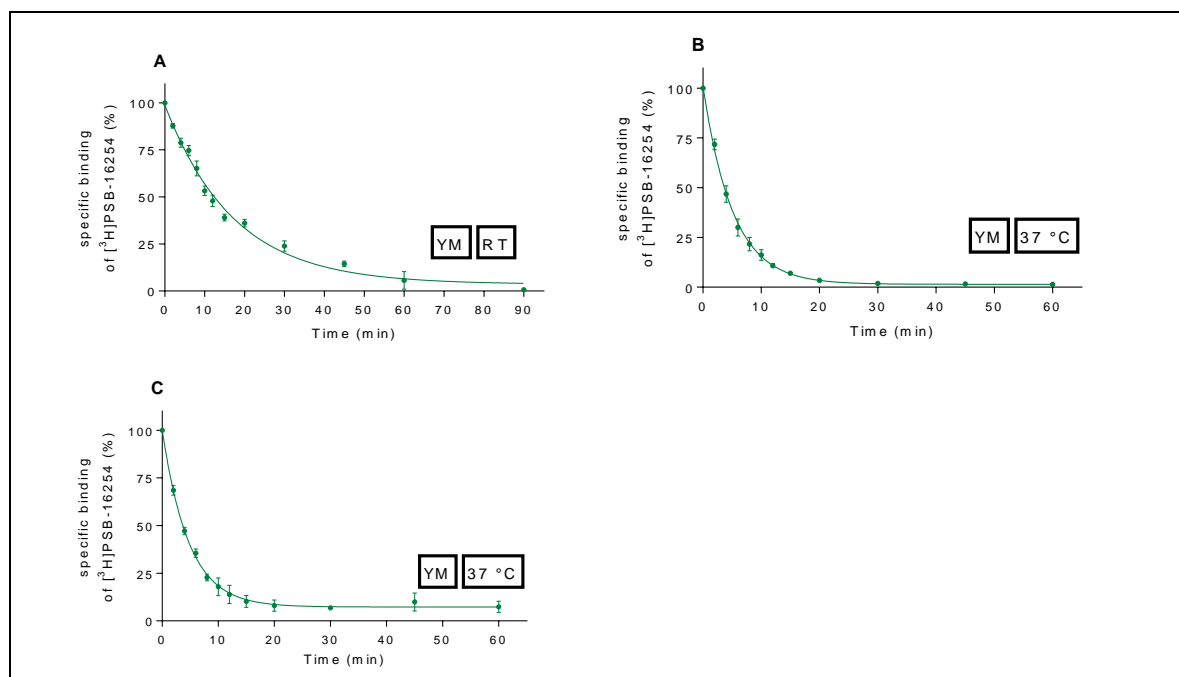 A
specific binding
of [³H]PSB-16254 (%)
100
75
50
25
0
0 10 20 30 40 50 60 70 80 90
Time (min)
YM RT
B
specific binding
of [³H]PSB-16254 (%)
100
75
50
25
0
0 10 20 30 40 50 60
Time (min)
YM 37 °C
C
specific binding
of [³H]PSB-16254 (%)
100
75
50
25
0
0 10 20 30 40 50 60
Time (min)
YM 37 °C